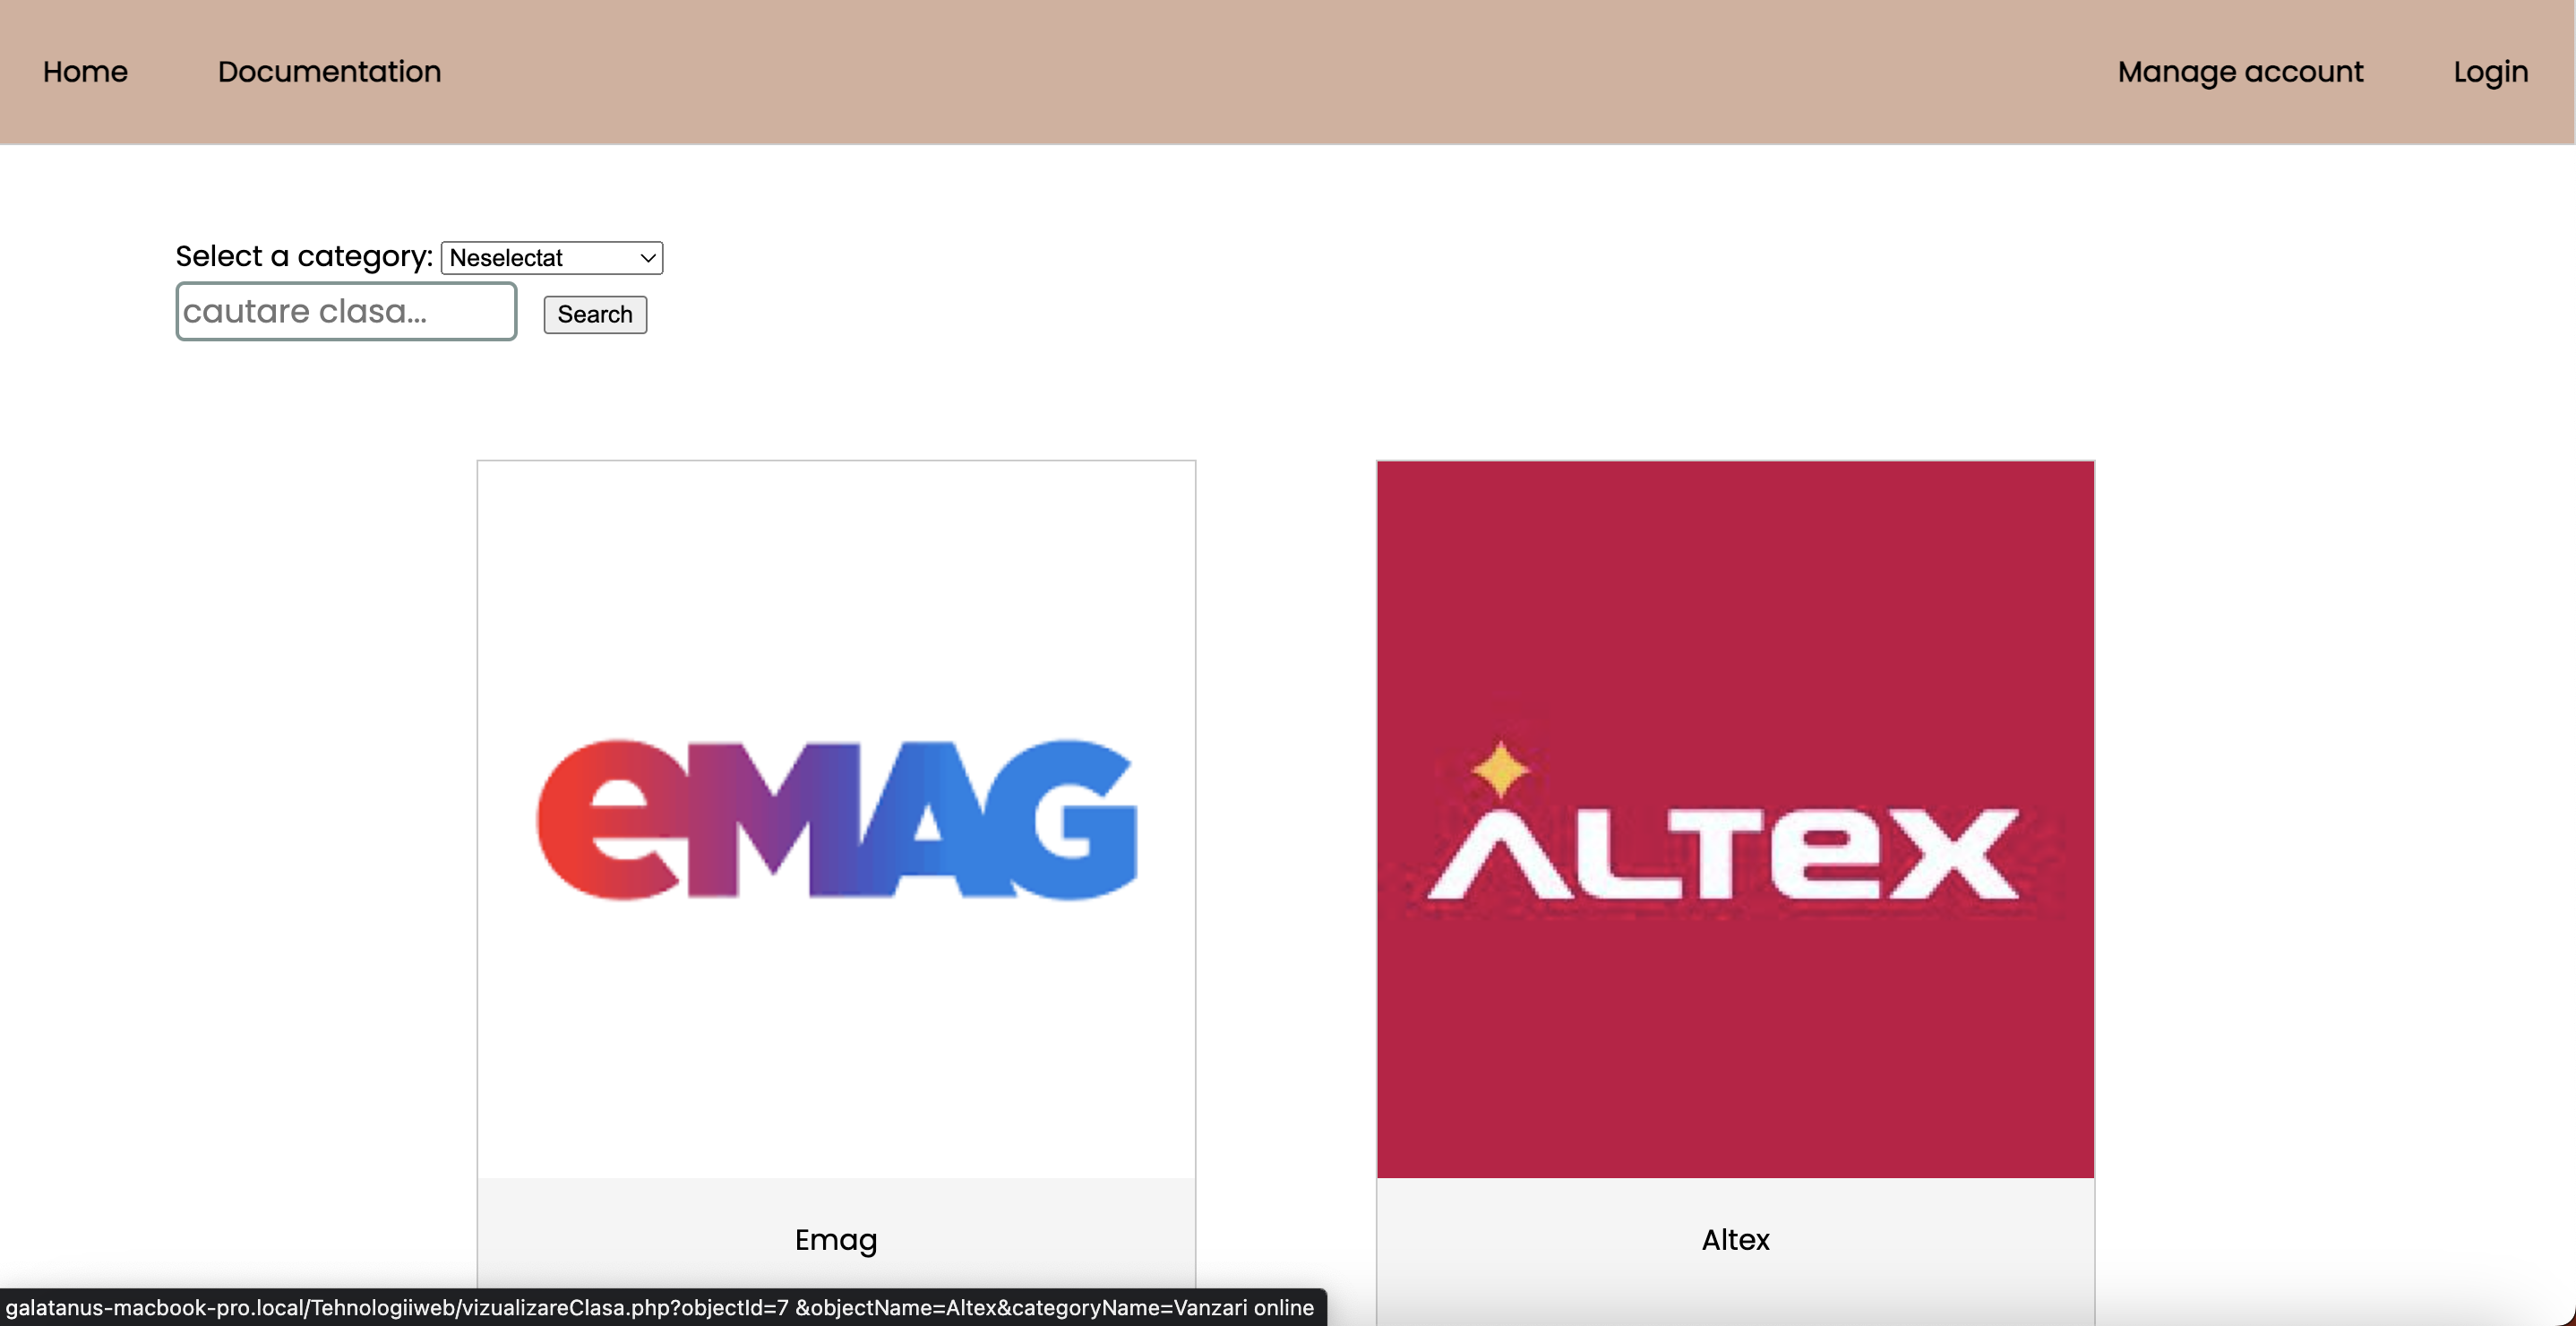 Home Documentation Manage account Login
Select a category: Neselectat
cautare clasa... Search
eMAG ALTEX
Emag Altex
galatanus-macbook-pro.local/Tehnologiiweb/vizualizareClasa.php?objectId=7 &objectName=Altex&categoryName=Vanzari online